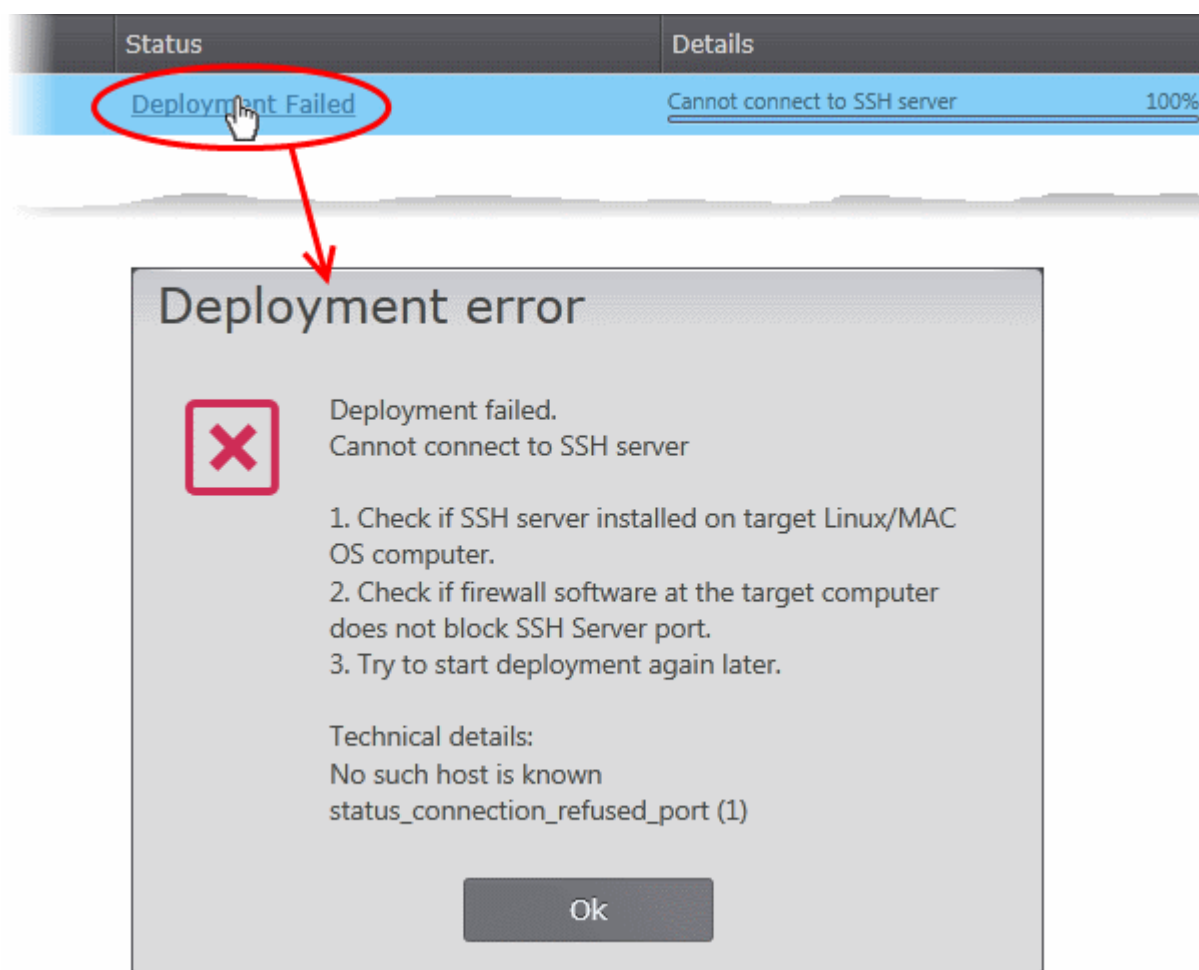 Status Details
Deployment Failed Cannot connect to SSH server 100%
Deployment error
Deployment failed.
Cannot connect to SSH server
1. Check if SSH server installed on target Linux/MAC
OS computer.
2. Check if firewall software at the target computer
does not block SSH Server port.
3. Try to start deployment again later.
Technical details:
No such host is known
status_connection_refused_port (1)
Ok